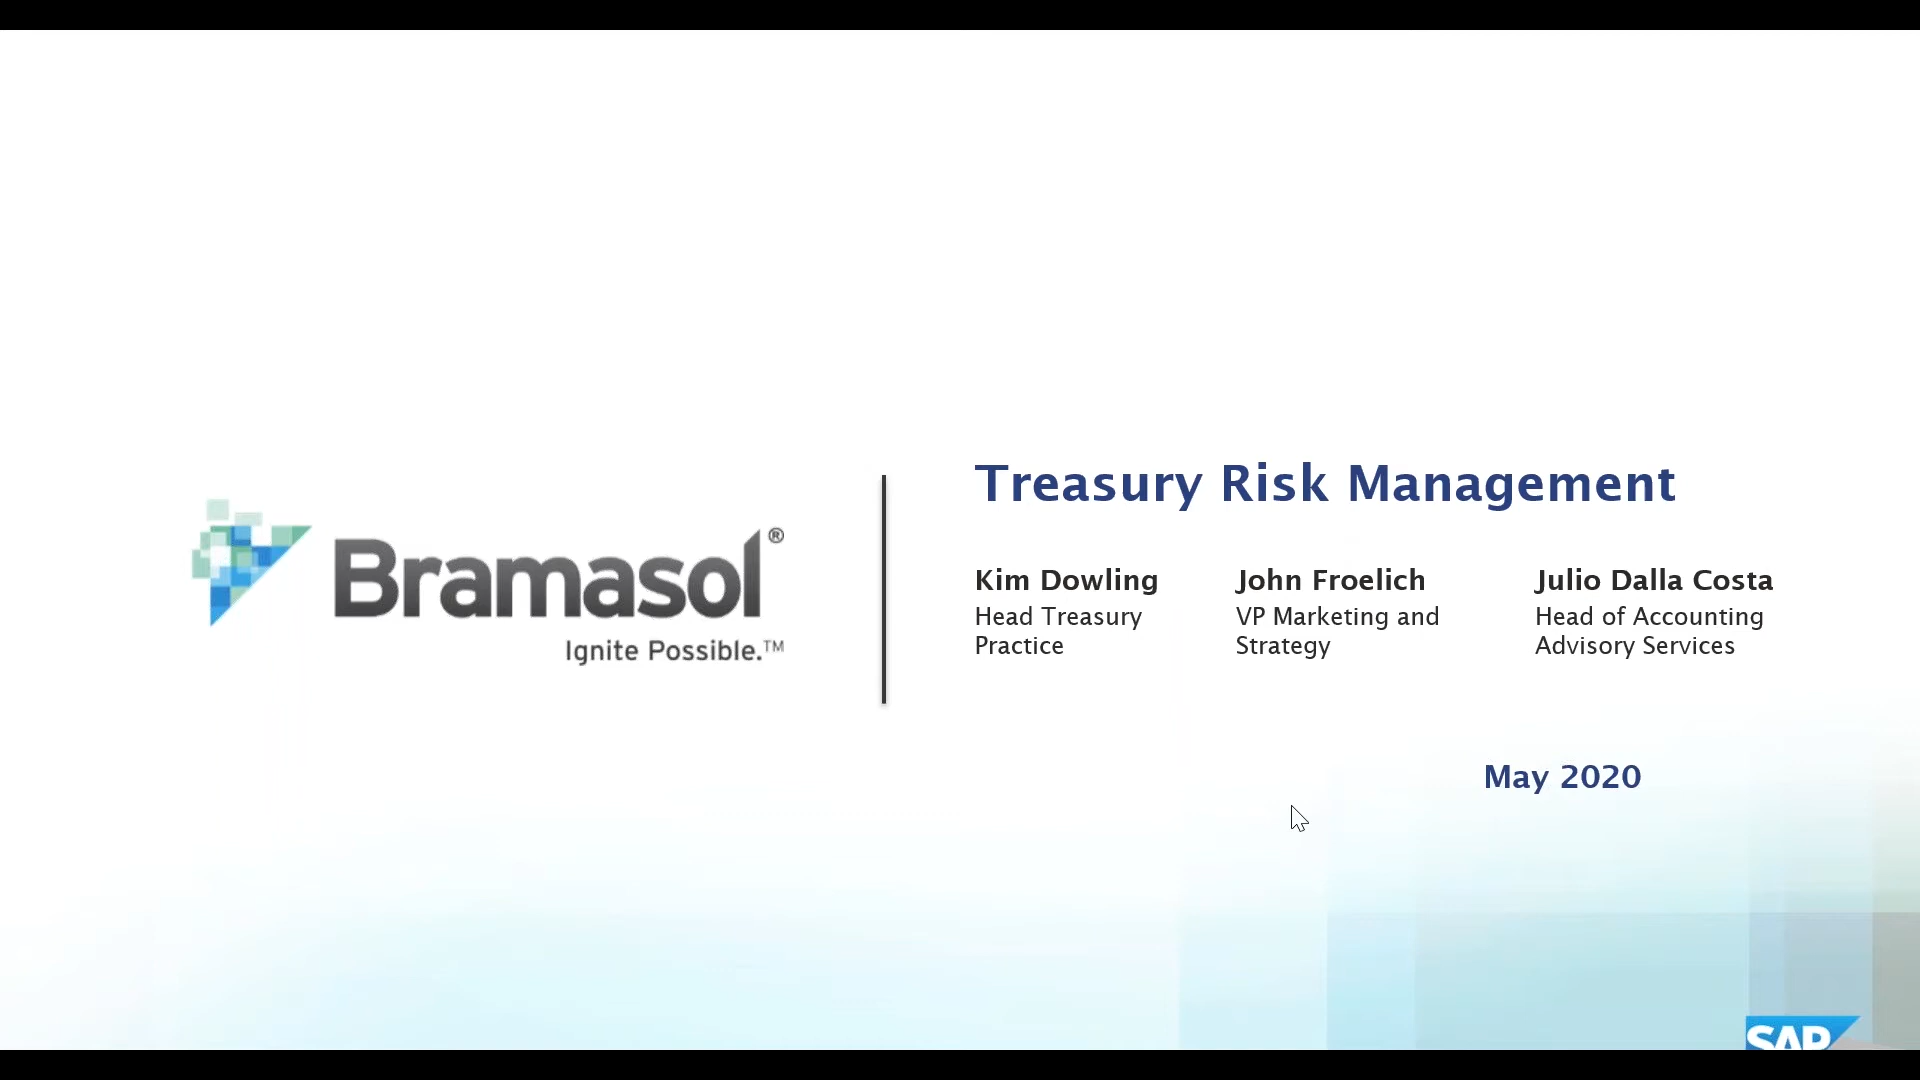 Bramasol®
Ignite Possible.™
Treasury Risk Management
Kim Dowling
Head Treasury
Practice
John Froelich
VP Marketing and
Strategy
Julio Dalla Costa
Head of Accounting
Advisory Services
May 2020
SAP